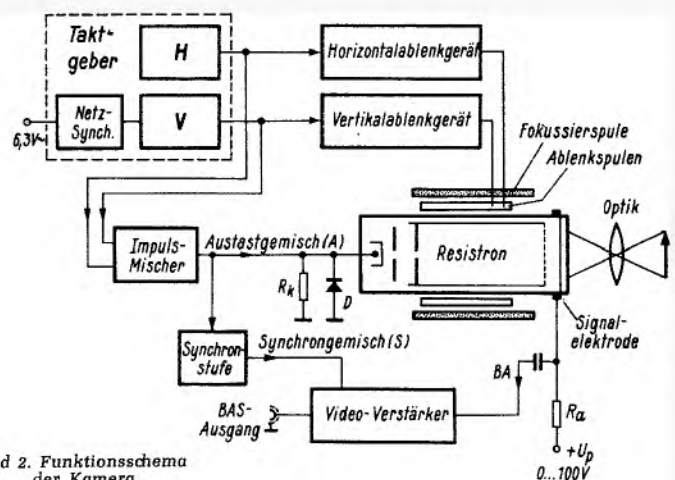 Takt-
geber
H
Horizontalablenkgerät
Netz-
Synch.
V
Vertikalablenkgerät
6,3V~
Fokussierspule
Ablenkspulen
Optik
Impuls-
Mischer
Austastgemisch (A)
Resistron
Rk
D
Signal-
elektrode
Synchron-
stufe
Synchrongemisch (S)
BA
BAS-
Ausgang
Video-Verstärker
Ra
+Up
0...100V
d 2. Funktionsschema
der Kamera